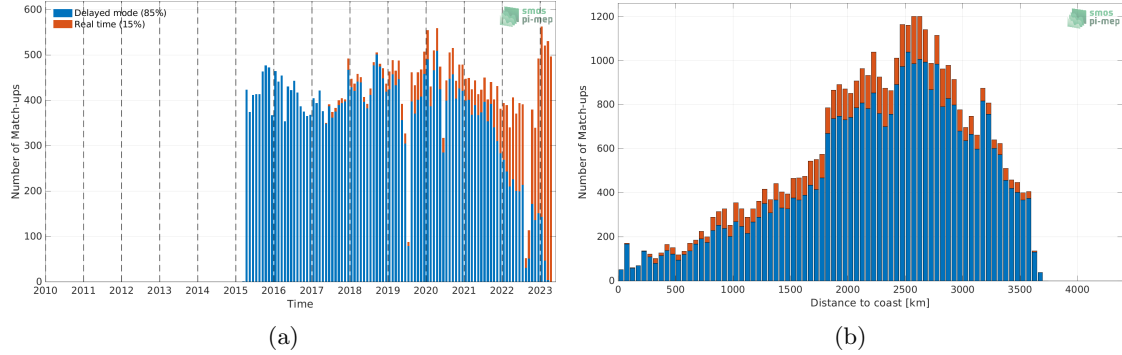 Delayed mode (85%)
Real time (15%)
smos
pi-mep
600
500
400
300
200
100
0
Number of Match-ups
2010 2011 2012 2013 2014 2015 2016 2017 2018 2019 2020 2021 2022 2023
Time
(a)
smos
pi-mep
1200
1000
800
600
400
200
0
Number of Match-ups
0 500 1000 1500 2000 2500 3000 3500 4000
Distance to coast [km]
(b)